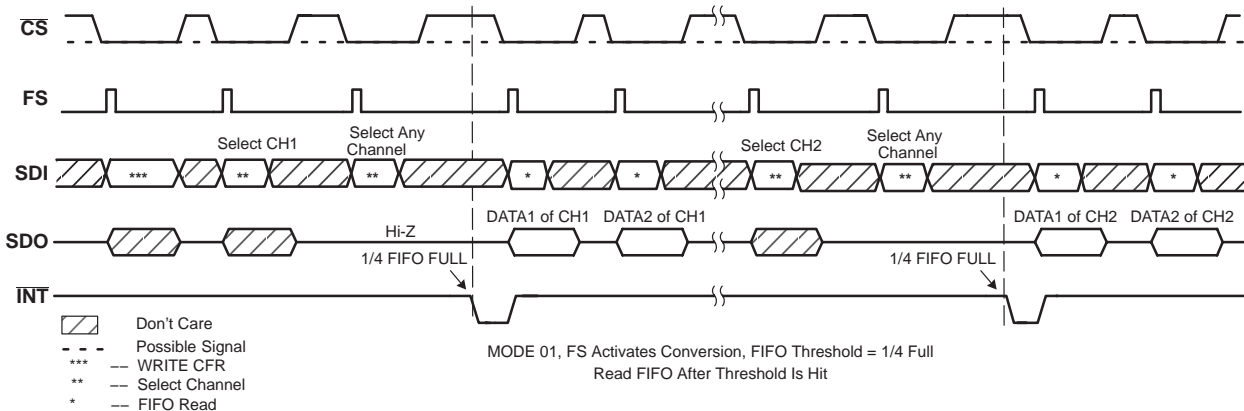 CS
FS
Select CH1
Select Any
Channel
Select CH2
Select Any
Channel
SDI
***
**
**
*
*
**
**
*
*
DATA1 of CH1
DATA2 of CH1
DATA1 of CH2
DATA2 of CH2
SDO
Hi-Z
1/4 FIFO FULL
1/4 FIFO FULL
INT
Don't Care
Possible Signal
*** –– WRITE CFR
** –– Select Channel
* –– FIFO Read
MODE 01, FS Activates Conversion, FIFO Threshold = 1/4 Full
Read FIFO After Threshold Is Hit